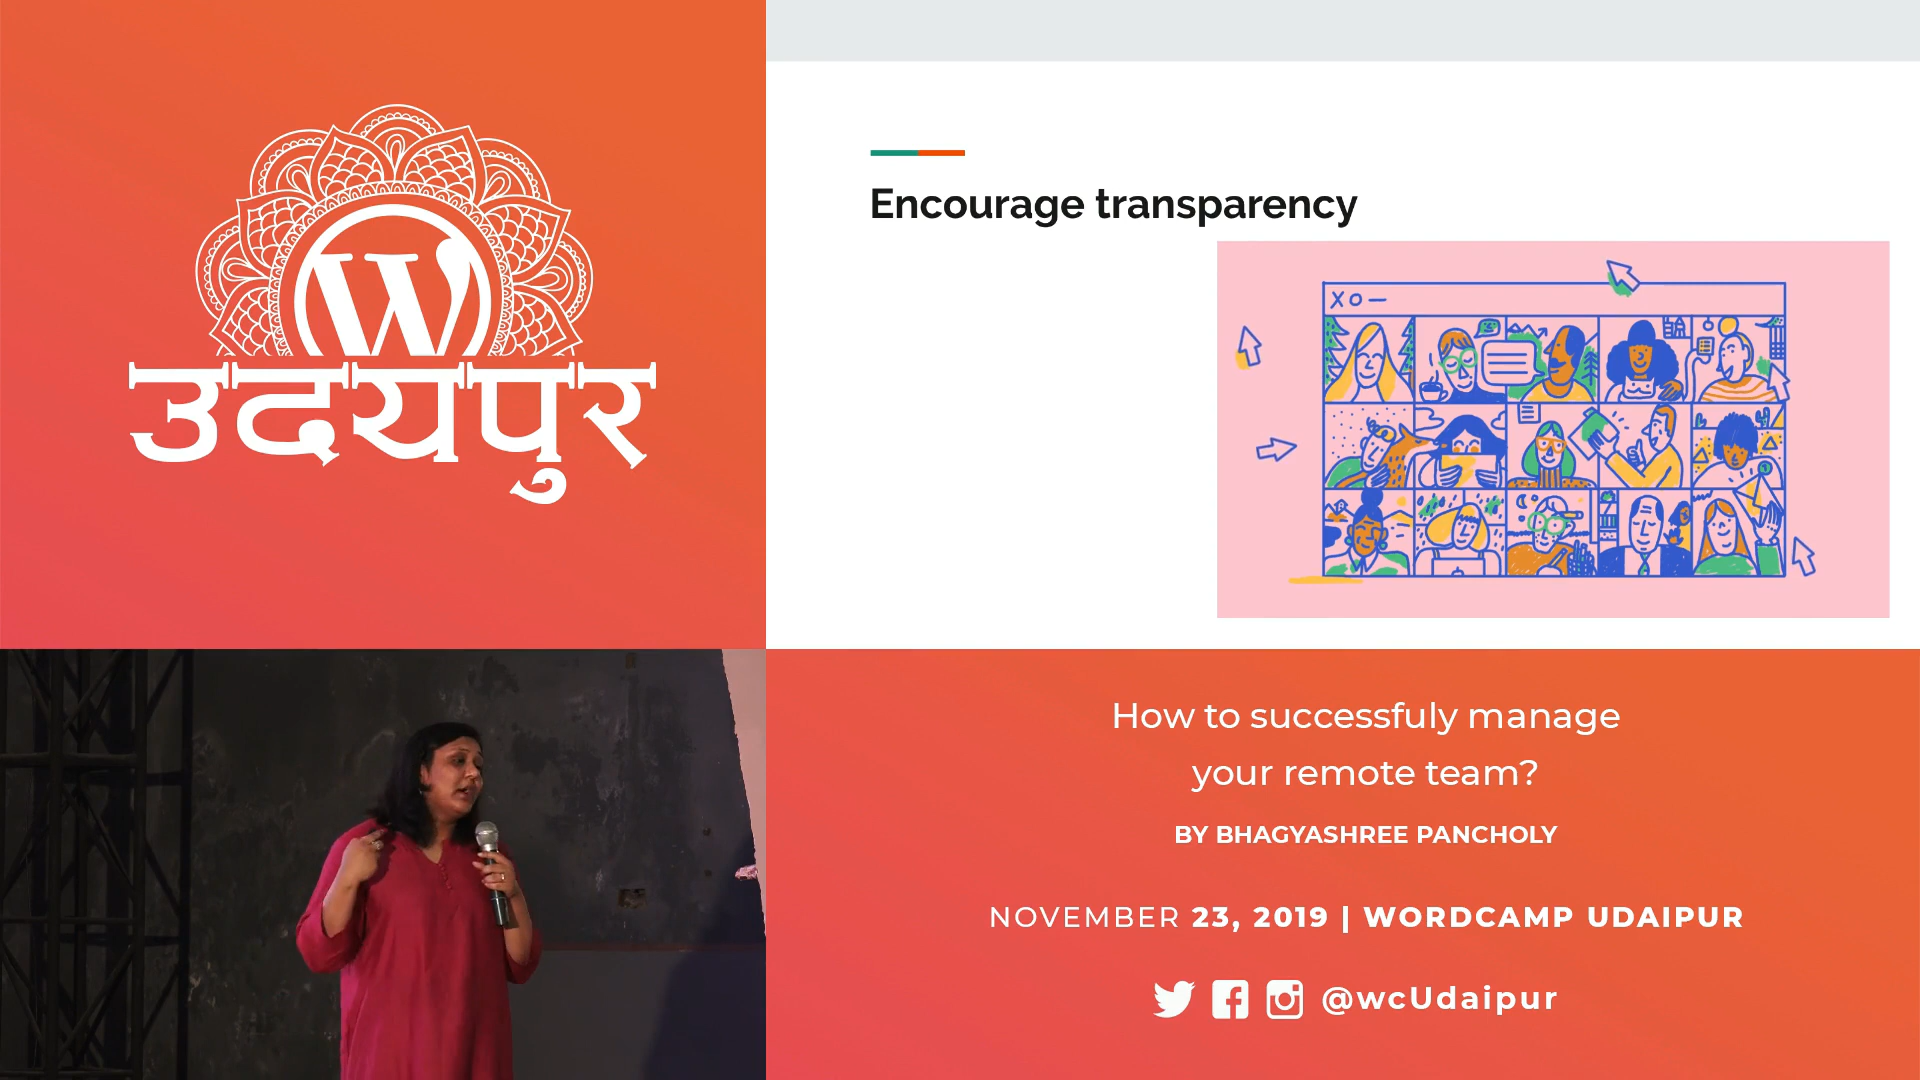 W
उदयपुर
Encourage transparency
X O –
How to successfuly manage
your remote team?
BY BHAGYASHREE PANCHOLY
NOVEMBER 23, 2019 | WORDCAMP UDAIPUR
@wcUdaipur